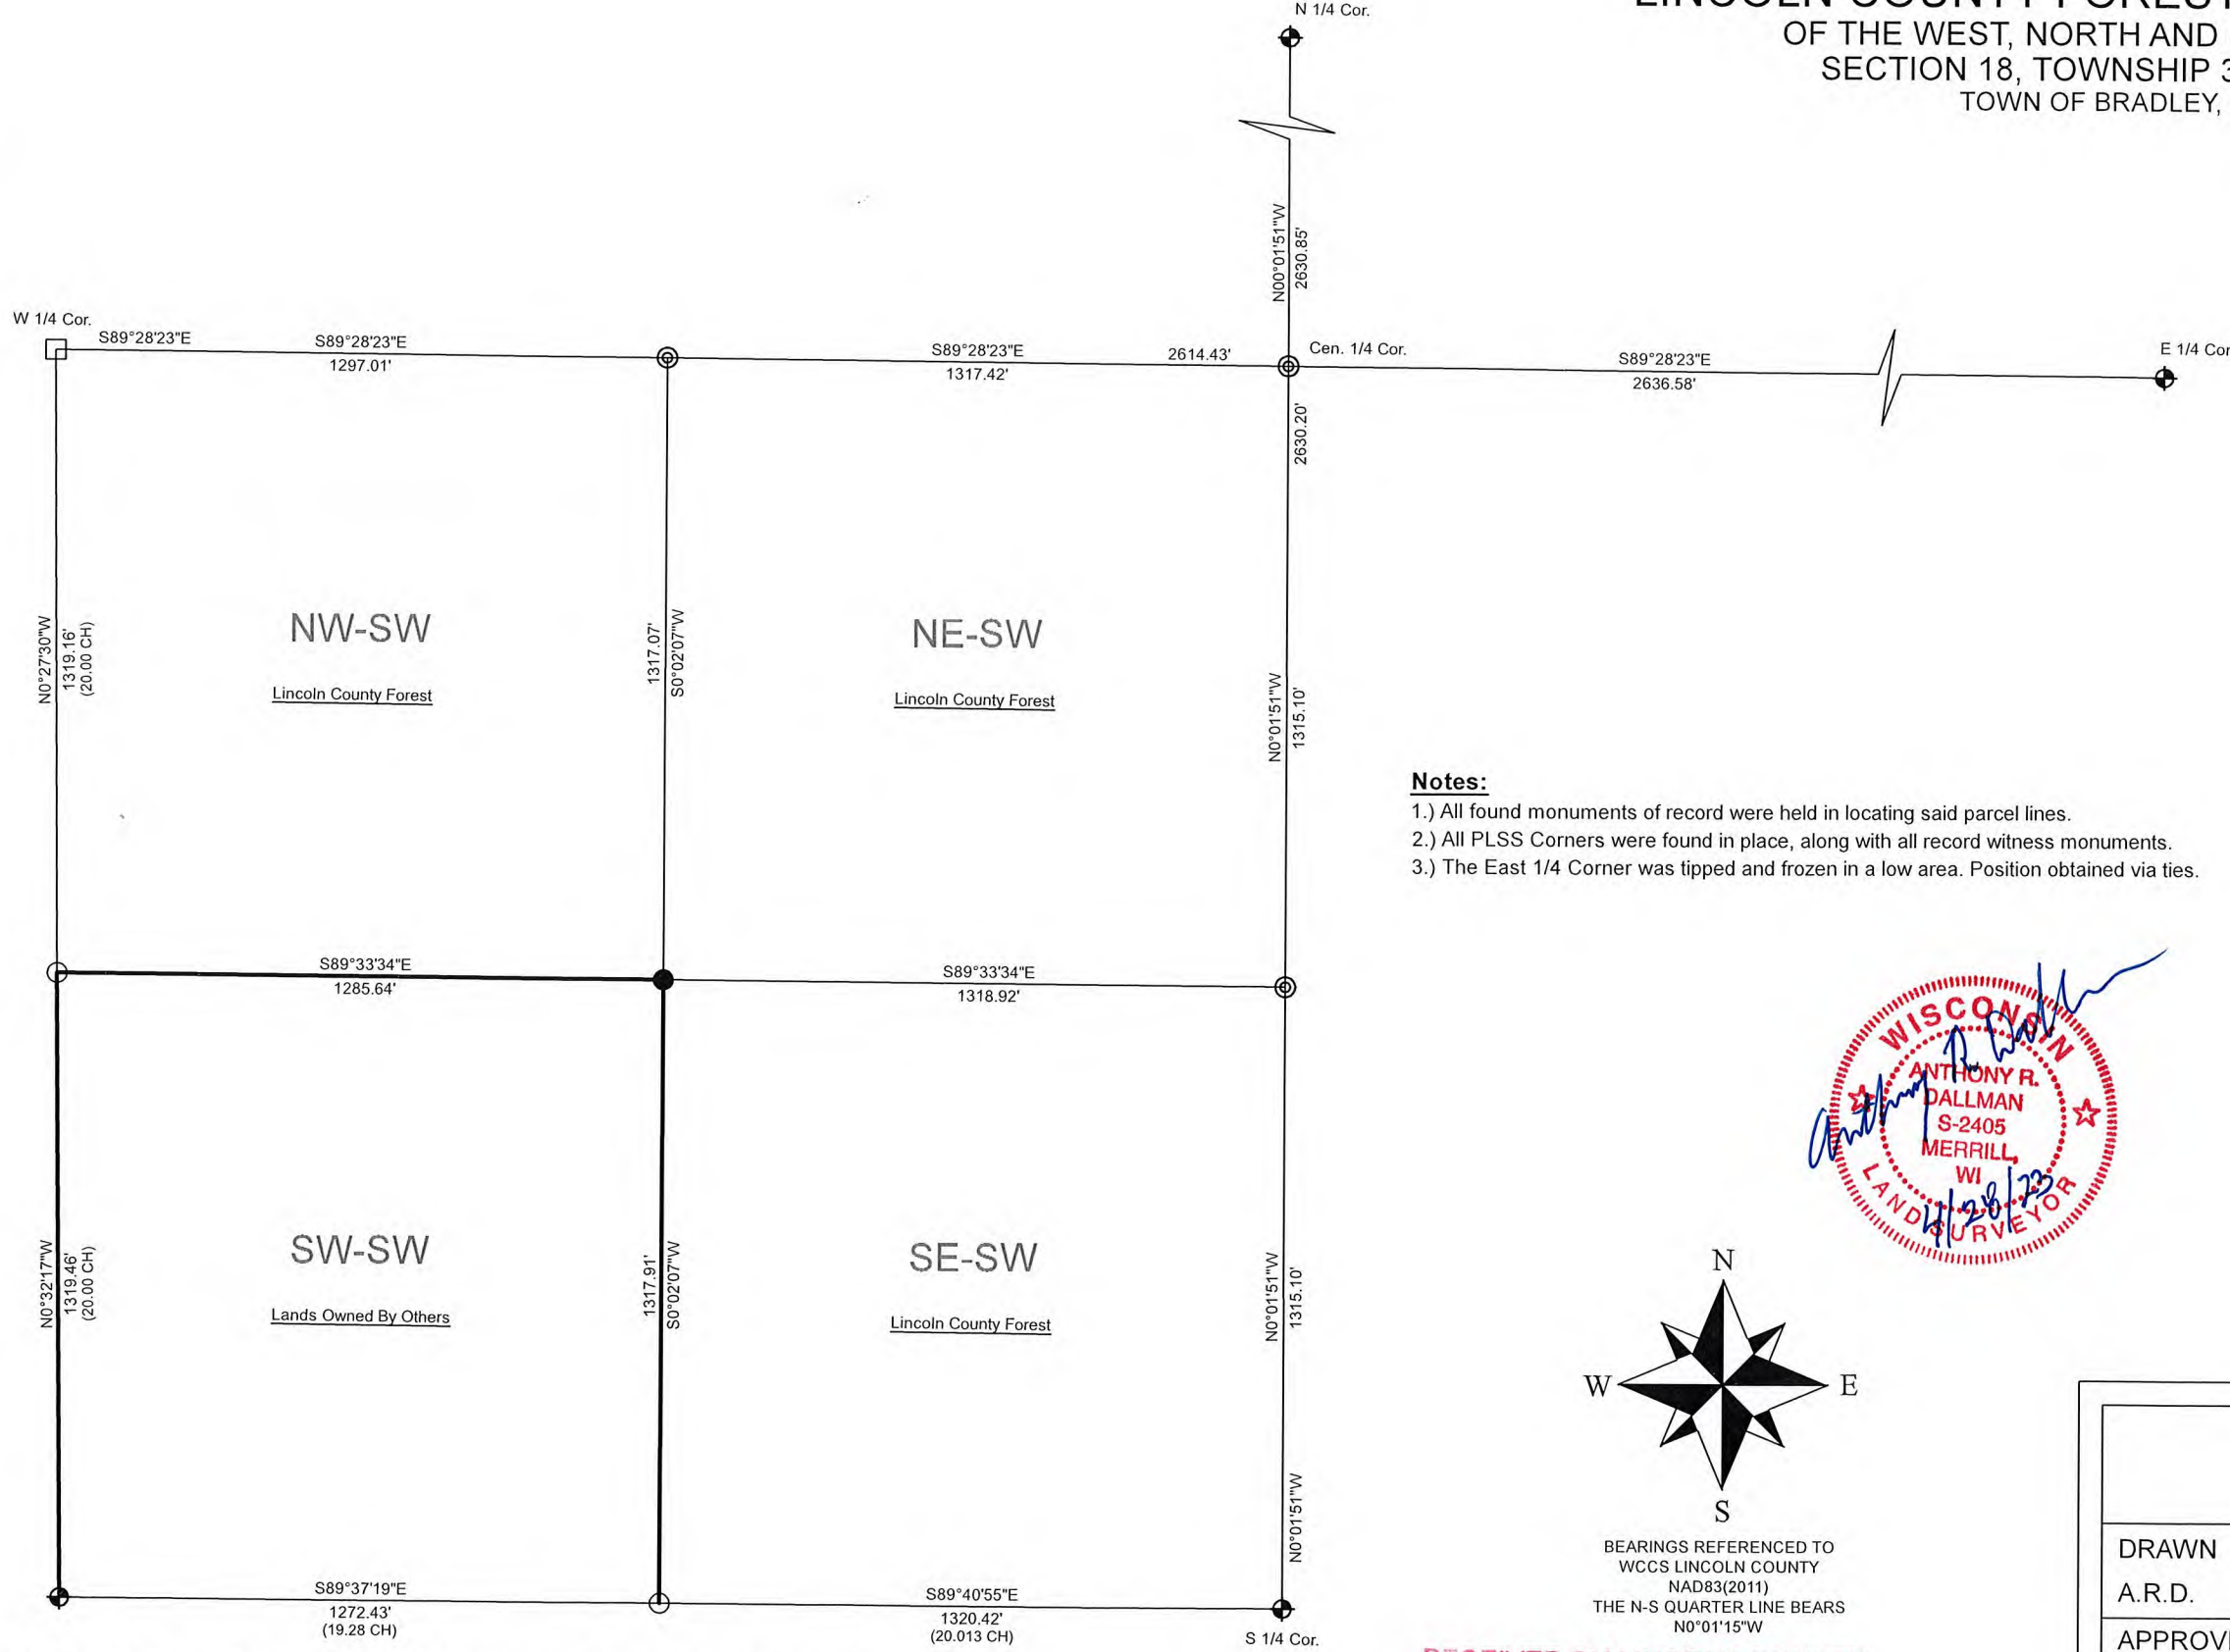 N 1/4 Cor.
OF THE WEST, NORTH AND
SECTION 18, TOWNSHIP
TOWN OF BRADLEY,
N00°01'51"W
2630.85'
W 1/4 Cor.
S89°28'23"E
S89°28'23"E
1297.01'
S89°28'23"E
1317.42'
2614.43'
Cen. 1/4 Cor.
S89°28'23"E
2636.58'
E 1/4 Cor
2630.20'
N0°27'30"W
1319.16'
(20.00 CH)
NW-SW
Lincoln County Forest
1317.07'
S0°02'07"W
NE-SW
Lincoln County Forest
N0°01'51"W
1315.10'
Notes:
1.) All found monuments of record were held in locating said parcel lines.
2.) All PLSS Corners were found in place, along with all record witness monuments.
3.) The East 1/4 Corner was tipped and frozen in a low area. Position obtained via ties.
S89°33'34"E
1285.64'
S89°33'34"E
1318.92'
WISCONSIN
ANTHONY R.
DALLMAN
S-2405
MERRILL,
WI
LAND SURVEYOR
Anthony R. Dallman
4/28/23
N0°32'17"W
1319.46'
(20.00 CH)
SW-SW
Lands Owned By Others
1317.91'
S0°02'07"W
SE-SW
Lincoln County Forest
N0°01'51"W
1315.10'
N
W
E
S
BEARINGS REFERENCED TO
WCCS LINCOLN COUNTY
NAD83(2011)
THE N-S QUARTER LINE BEARS
N0°01'15"W
N0°01'51"W
S89°37'19"E
1272.43'
(19.28 CH)
S89°40'55"E
1320.42'
(20.013 CH)
S 1/4 Cor.
DRAWN
A.R.D.